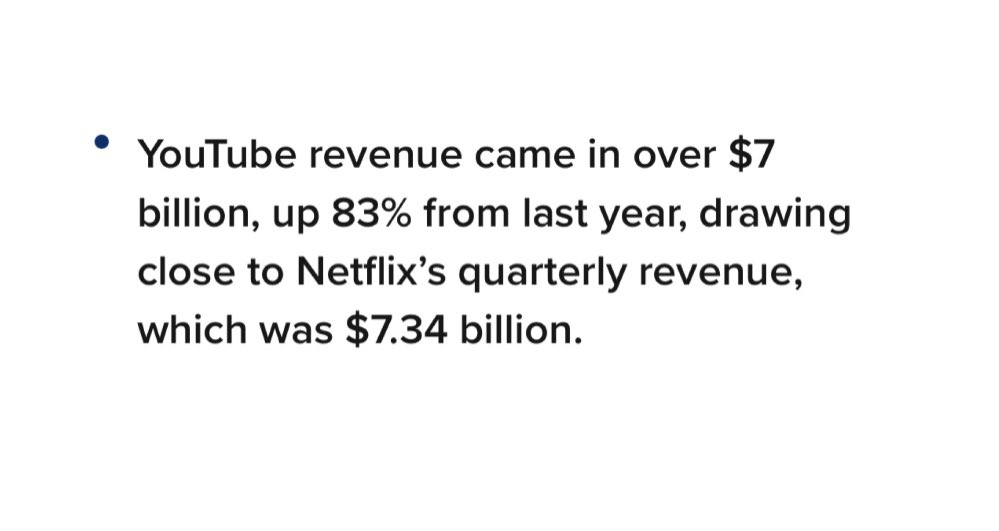 • YouTube revenue came in over $7
billion, up 83% from last year, drawing
close to Netflix’s quarterly revenue,
which was $7.34 billion.